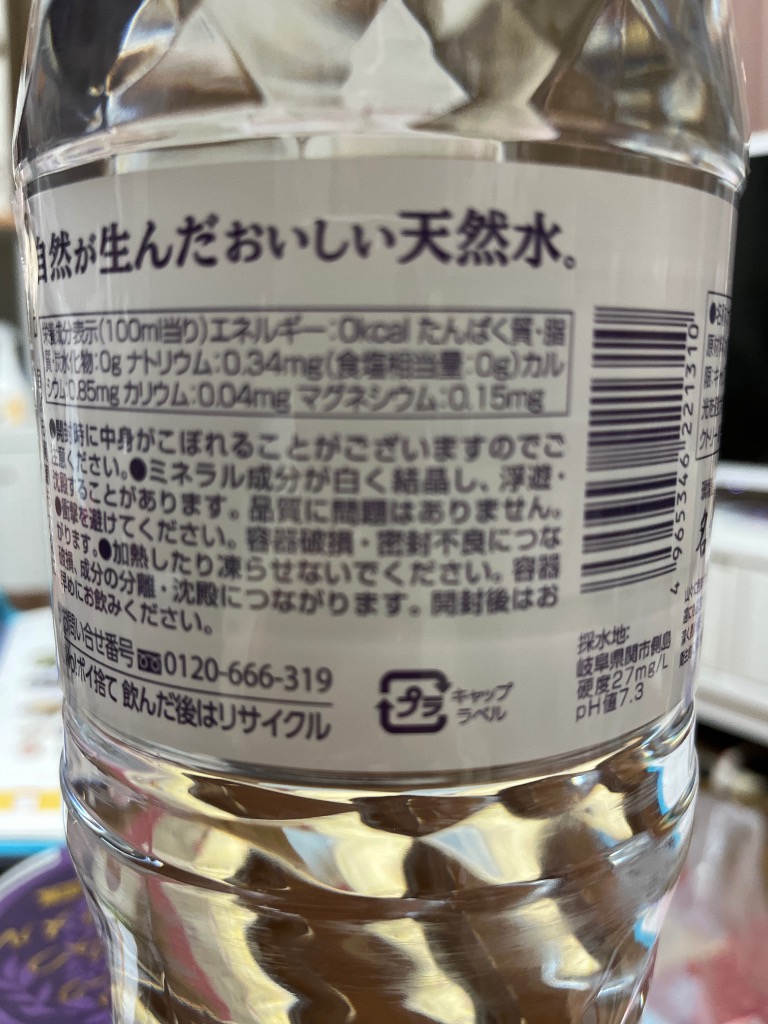 自然が生んだおいしい天然水。
栄養成分表示(100ml当り)エネルギー:0kcal たんぱく質・脂
質・炭水化物:0g ナトリウム:0.34mg(食塩相当量:0g)カル
シウム:0.85mg カリウム:0.04mg マグネシウム:0.15mg
●開封時に中身がこぼれることがございますのでご
注意ください。●ミネラル成分が白く結晶し、浮遊・
沈殿することがあります。品質に問題はありません。
●衝撃を避けてください。容器破損・密封不良につな
がります。●加熱したり凍らせないでください。容器
破損、成分の分離・沈殿につながります。開封後はお
早めにお飲みください。
お問い合せ番号 0120-666-319
ポイ捨て 飲んだ後はリサイクル
プラ
キャップ
ラベル
4 965346 221310
採水地:
岐阜県関市側島
硬度27mg/L
pH値7.3